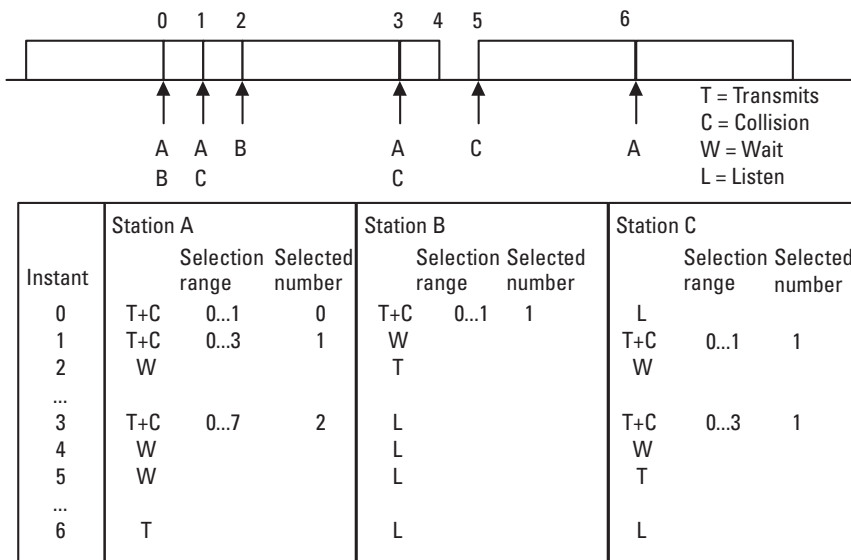 0 1 2 3 4 5 6
T = Transmits
C = Collision
W = Wait
L = Listen
A A B A C A
B C C
Station A Station B Station C
Selection Selected Selection Selected Selection Selected
Instant range number range number range number
0 T+C 0...1 0 T+C 0...1 1 L
1 T+C 0...3 1 W T+C 0...1 1
2 W T W
...
3 T+C 0...7 2 L T+C 0...3 1
4 W L W
5 W L T
...
6 T L L